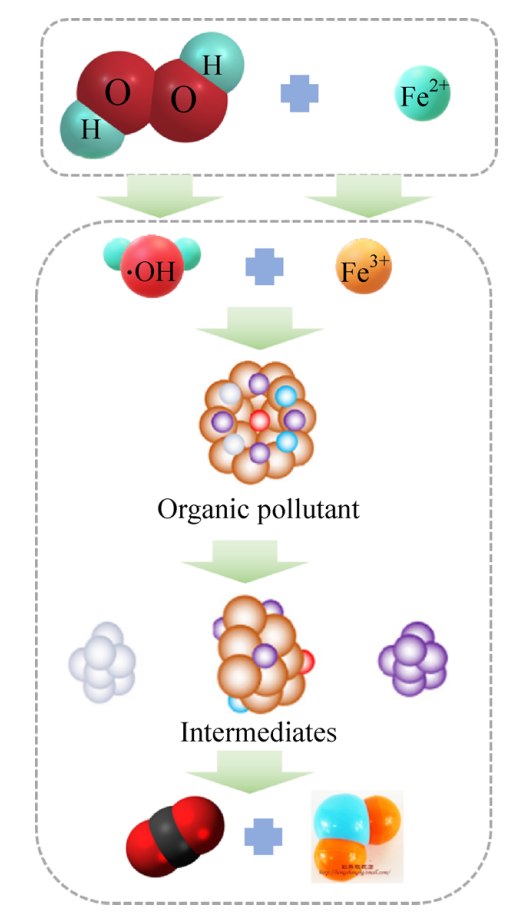 H
O O
H
Fe2+
·OH
Fe3+
Organic pollutant
Intermediates